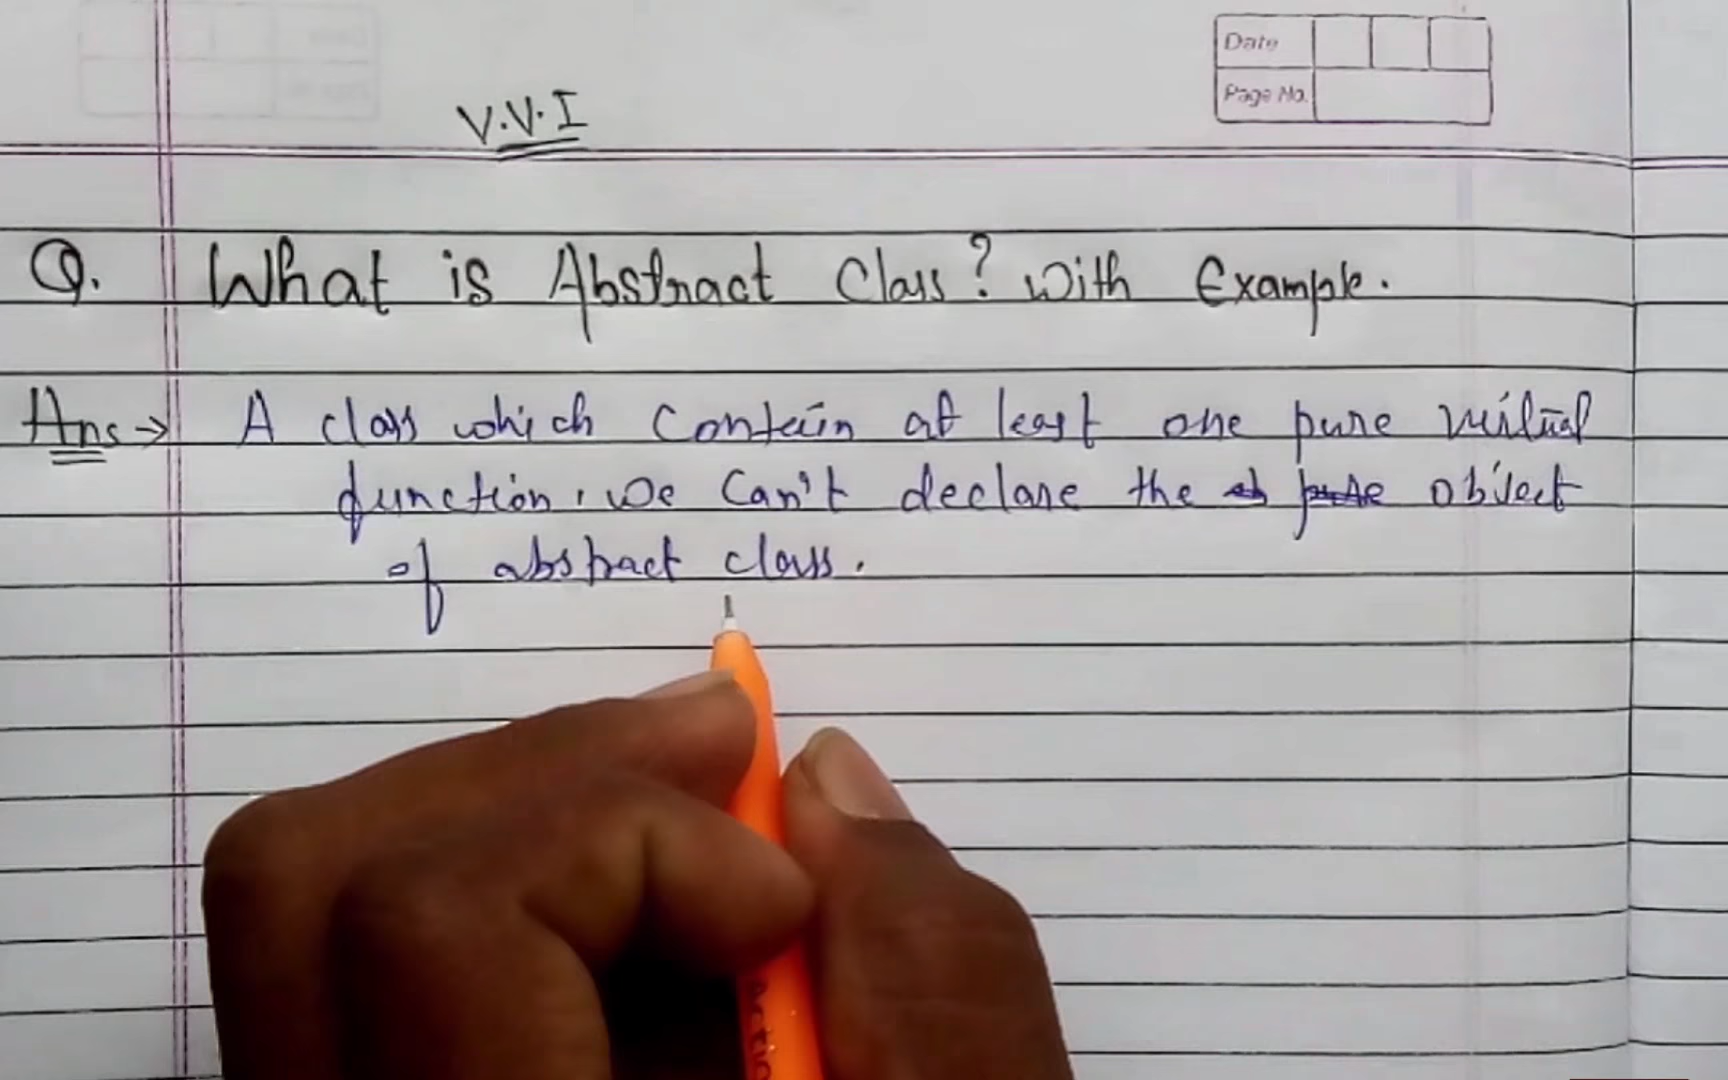 Date
Page No.
V.V.I
Q. What is Abstract Class? With Example.
Ans→ A class which contain at least one pure virtual
function. we can't declare the object
of abstract class.